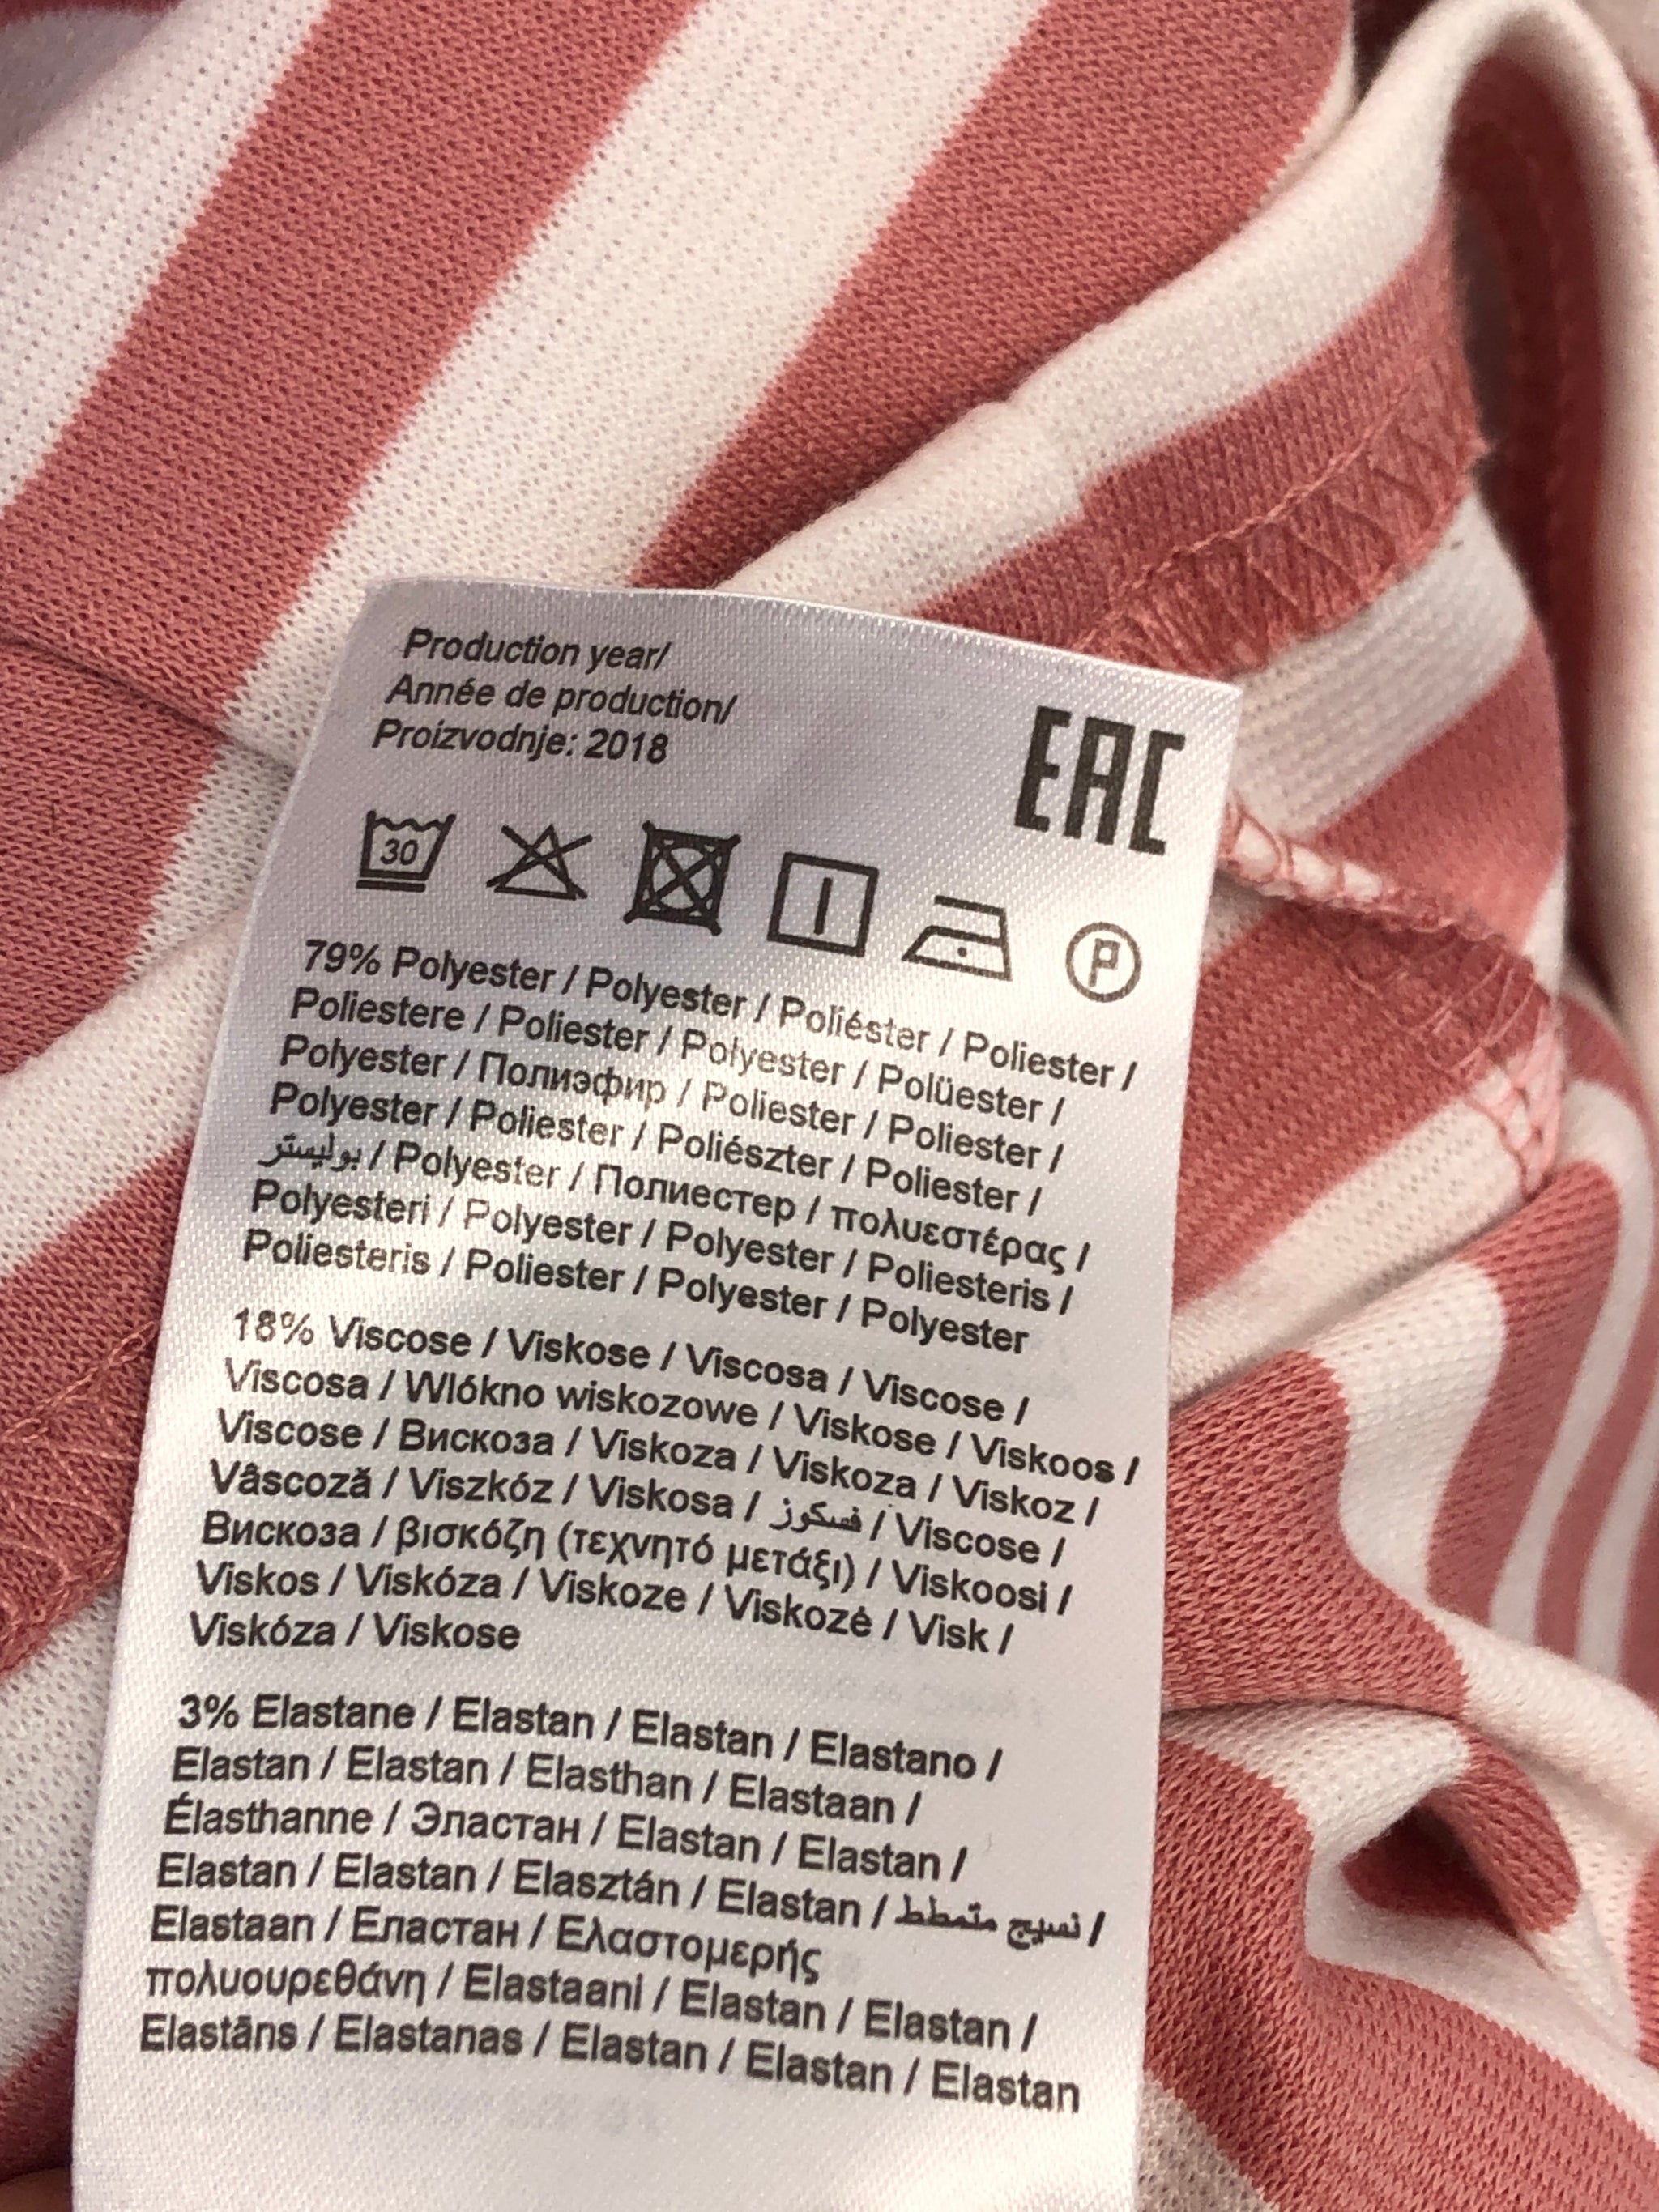 Production year/
Année de production/
Proizvodnje: 2018
EAC
30
P
79% Polyester / Polyester / Poliéster / Poliester /
Poliestere / Poliester / Polyester / Polüester /
Polyester / Полиэфир / Poliester / Poliester /
Polyester / Poliester / Poliészter / Poliester /
بوليستر / Polyester / Полиестер / πολυεστέρας /
Polyesteri / Polyester / Polyester / Poliesteris /
Poliesteris / Poliester / Polyester / Polyester
18% Viscose / Viskose / Viscosa / Viscose /
Viscosa / Wlókno wiskozowe / Viskose / Viskoos /
Viscose / Вискоза / Viskoza / Viskoza / Viskoz /
Vâscoză / Viszkóz / Viskosa / فسكوز / Viscose /
Вискоза / βισκόζη (τεχνητό μετάξι) / Viskoosi /
Viskos / Viskóza / Viskoze / Viskozė / Visk /
Viskóza / Viskose
3% Elastane / Elastan / Elastan / Elastano /
Elastan / Elastan / Elasthan / Elastaan /
Élasthanne / Эластан / Elastan / Elastan /
Elastan / Elastan / Elasztán / Elastan / نسيج متمطط /
Elastaan / Еластан / Ελαστομερής
πολυουρεθάνη / Elastaani / Elastan / Elastan /
Elastāns / Elastanas / Elastan / Elastan / Elastan